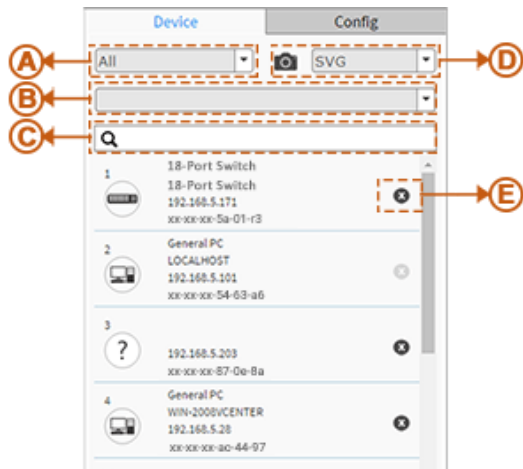 Device Config
A All SVG D
B
C
1 18-Port Switch
18-Port Switch
192.168.5.171
xx-xx-xx-5a-01-r3
E
2 General PC
LOCALHOST
192.168.5.101
xx-xx-xx-54-63-a6
3
?
192.168.5.203
xx-xx-xx-87-0e-8a
4 General PC
WIN-2008VCENTER
192.168.5.28
xx-xx-xx-ac-44-97